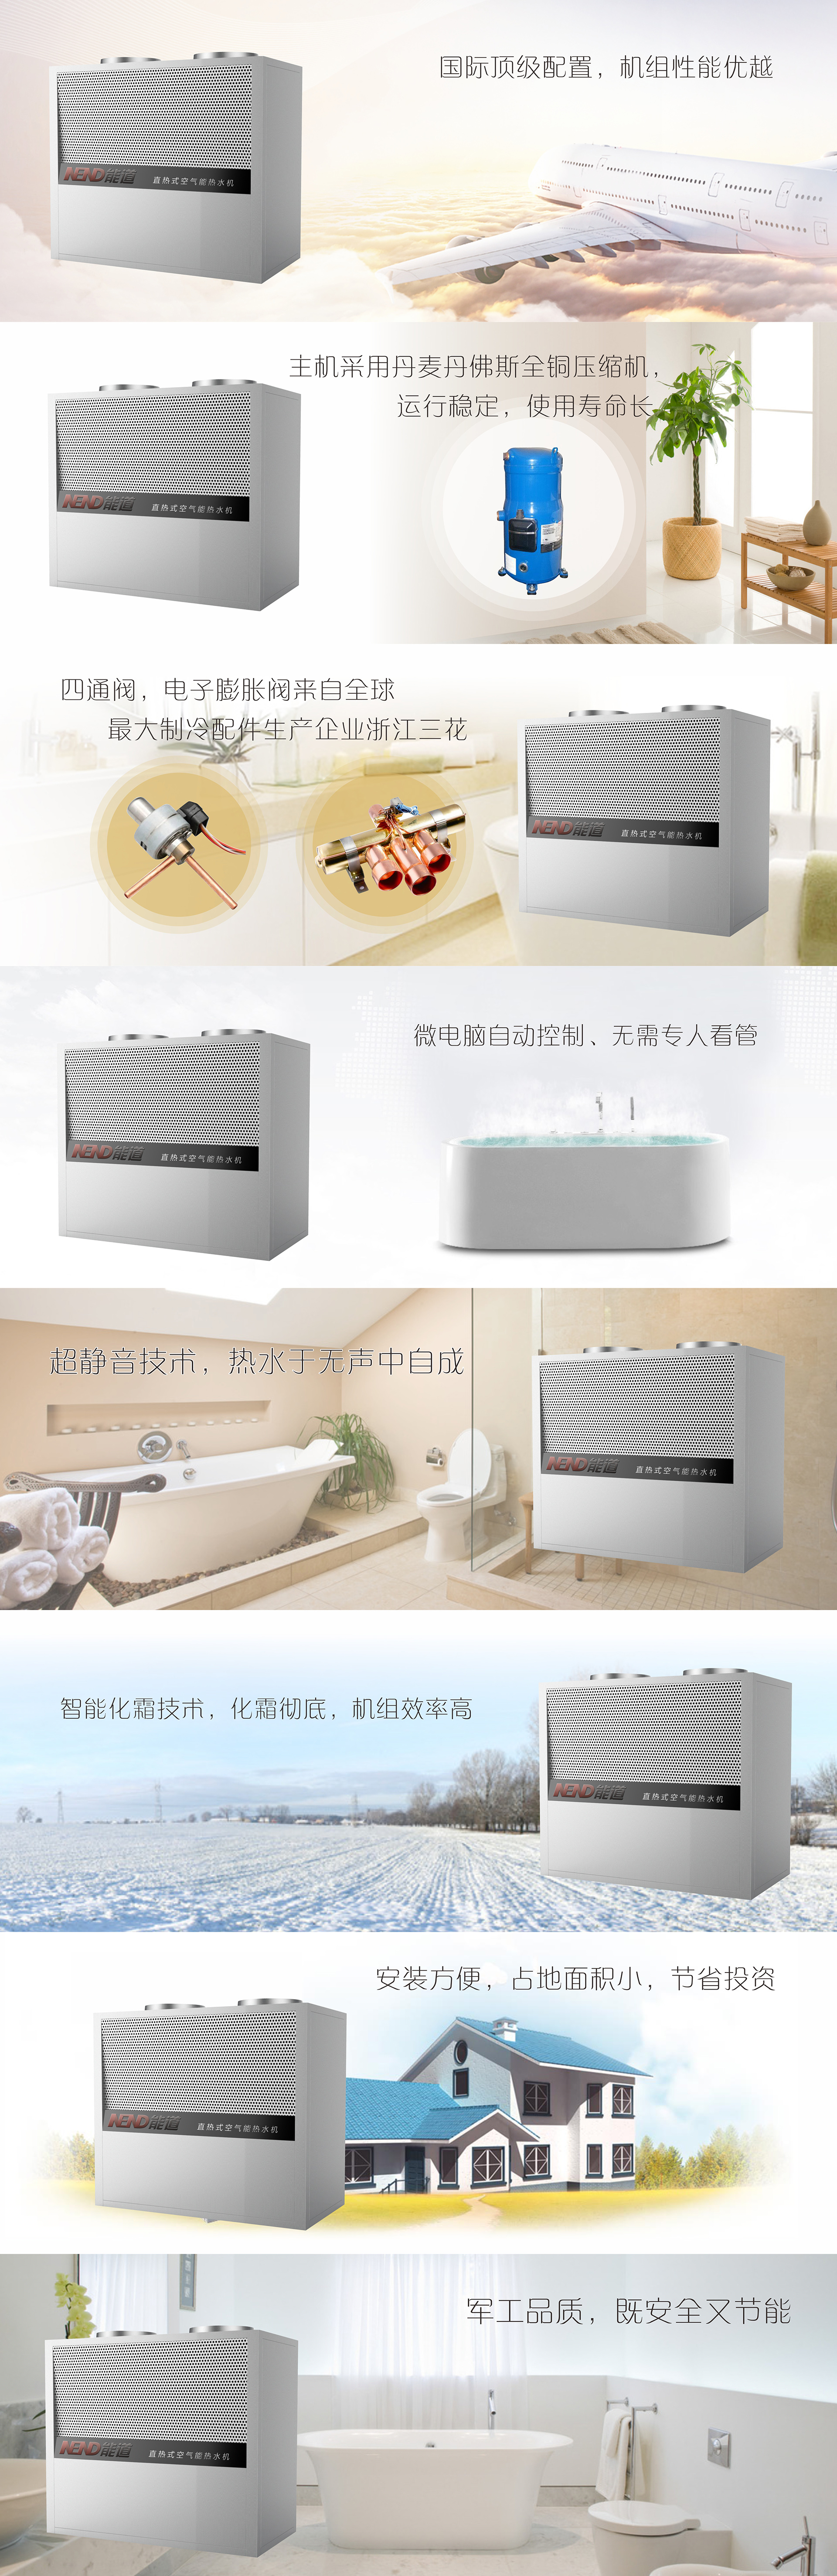 国际顶级配置，机组性能优越
NEND能道 直热式空气能热水机
主机采用丹麦丹佛斯全铜压缩机，
运行稳定，使用寿命长
NEND能道 直热式空气能热水机
四通阀，电子膨胀阀来自全球
最大制冷配件生产企业浙江三花
NEND能道 直热式空气能热水机
微电脑自动控制、无需专人看管
NEND能道 直热式空气能热水机
超静音技术，热水于无声中自成
NEND能道 直热式空气能热水机
智能化霜技术，化霜彻底，机组效率高
NEND能道 直热式空气能热水机
安装方便，占地面积小，节省投资
NEND能道 直热式空气能热水机
军工品质，既安全又节能
NEND能道 直热式空气能热水机